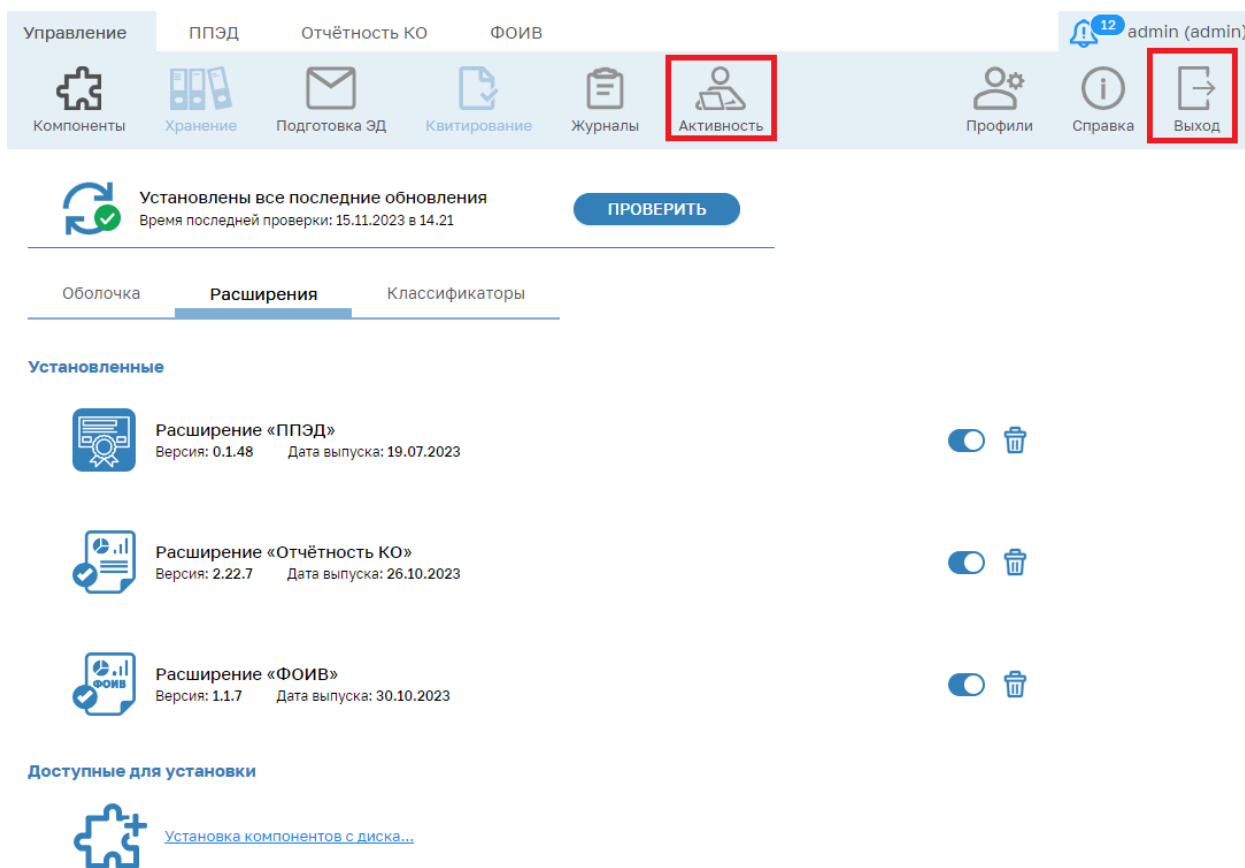 Управление ППЭД Отчётность КО ФОИВ 12 admin (admin)
Компоненты Хранение Подготовка ЭД Квитирование Журналы Активность Профили Справка Выход
Установлены все последние обновления
Время последней проверки: 15.11.2023 в 14.21
ПРОВЕРИТЬ
Оболочка Расширения Классификаторы
Установленные
Расширение «ППЭД»
Версия: 0.1.48 Дата выпуска: 19.07.2023
Расширение «Отчётность КО»
Версия: 2.22.7 Дата выпуска: 26.10.2023
ФОИВ
Расширение «ФОИВ»
Версия: 1.1.7 Дата выпуска: 30.10.2023
Доступные для установки
Установка компонентов с диска...